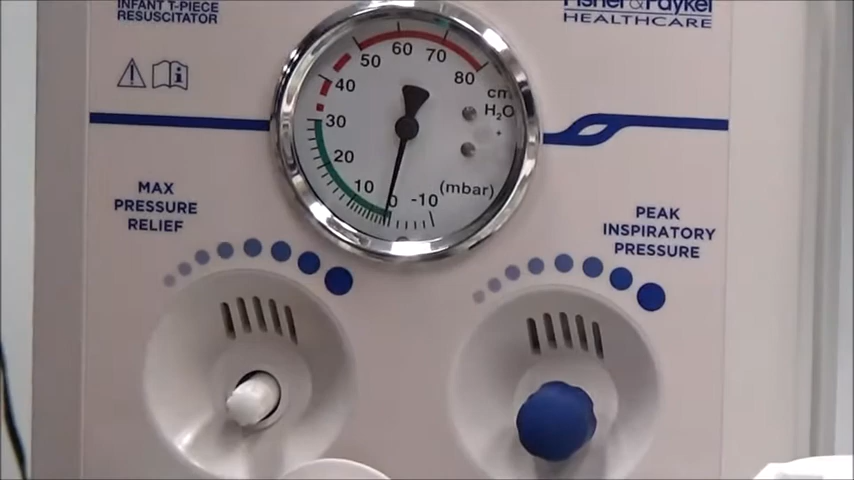 INFANT T-PIECE
RESUSCITATOR
Fisher & Paykel
HEALTHCARE
60
50
70
40
80
cm
H₂O
30
20
10
0
-10
(mbar)
MAX
PRESSURE
RELIEF
PEAK
INSPIRATORY
PRESSURE